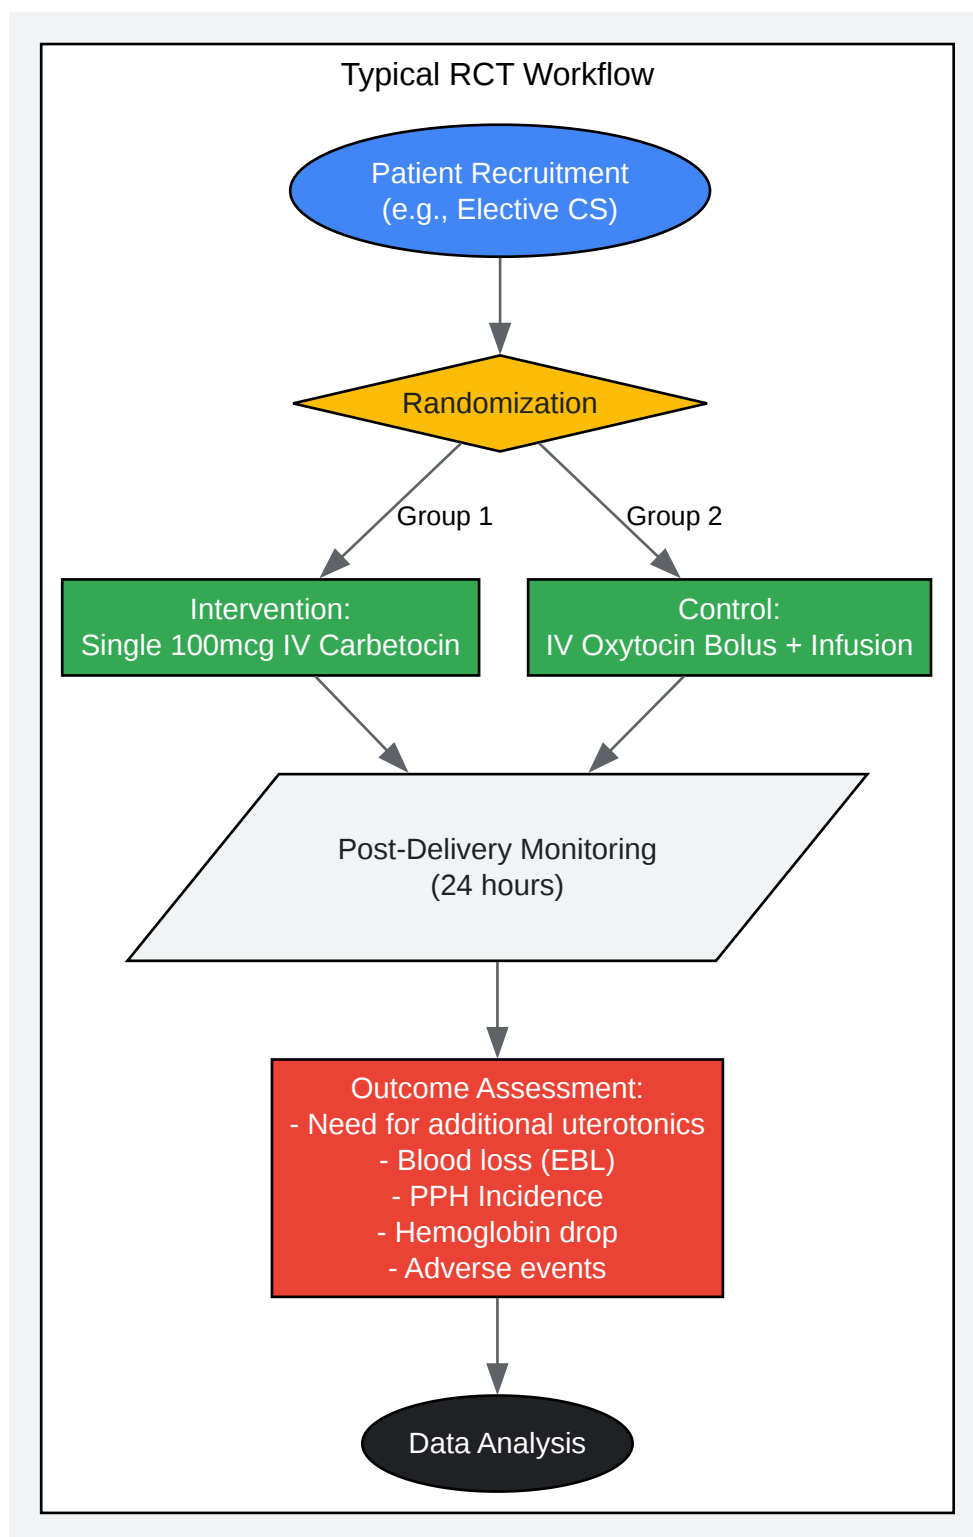 Typical RCT Workflow
Patient Recruitment
(e.g., Elective CS)
Randomization
Group 1
Group 2
Intervention:
Single 100mcg IV Carbetocin
Control:
IV Oxytocin Bolus + Infusion
Post-Delivery Monitoring
(24 hours)
Outcome Assessment:
- Need for additional uterotonics
- Blood loss (EBL)
- PPH Incidence
- Hemoglobin drop
- Adverse events
Data Analysis